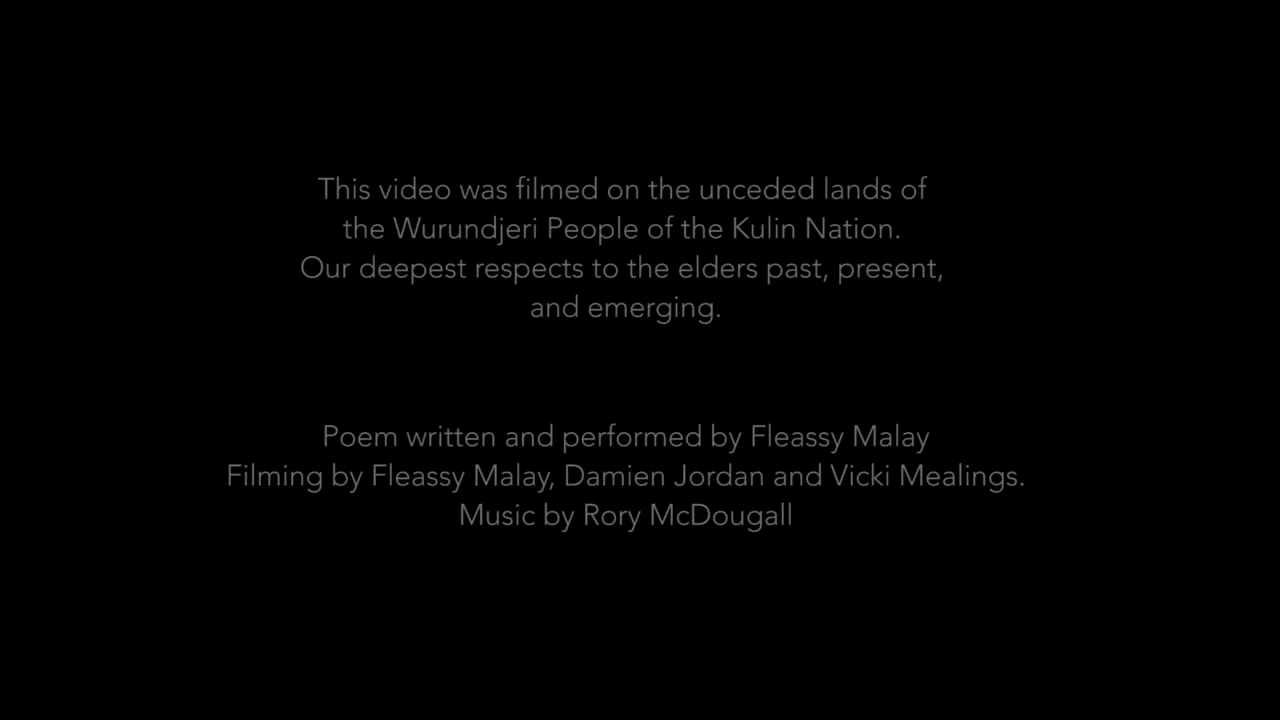 This video was filmed on the unceded lands of
the Wurundjeri People of the Kulin Nation.
Our deepest respects to the elders past, present,
and emerging.
Poem written and performed by Fleassy Malay
Filming by Fleassy Malay, Damien Jordan and Vicki Mealings.
Music by Rory McDougall